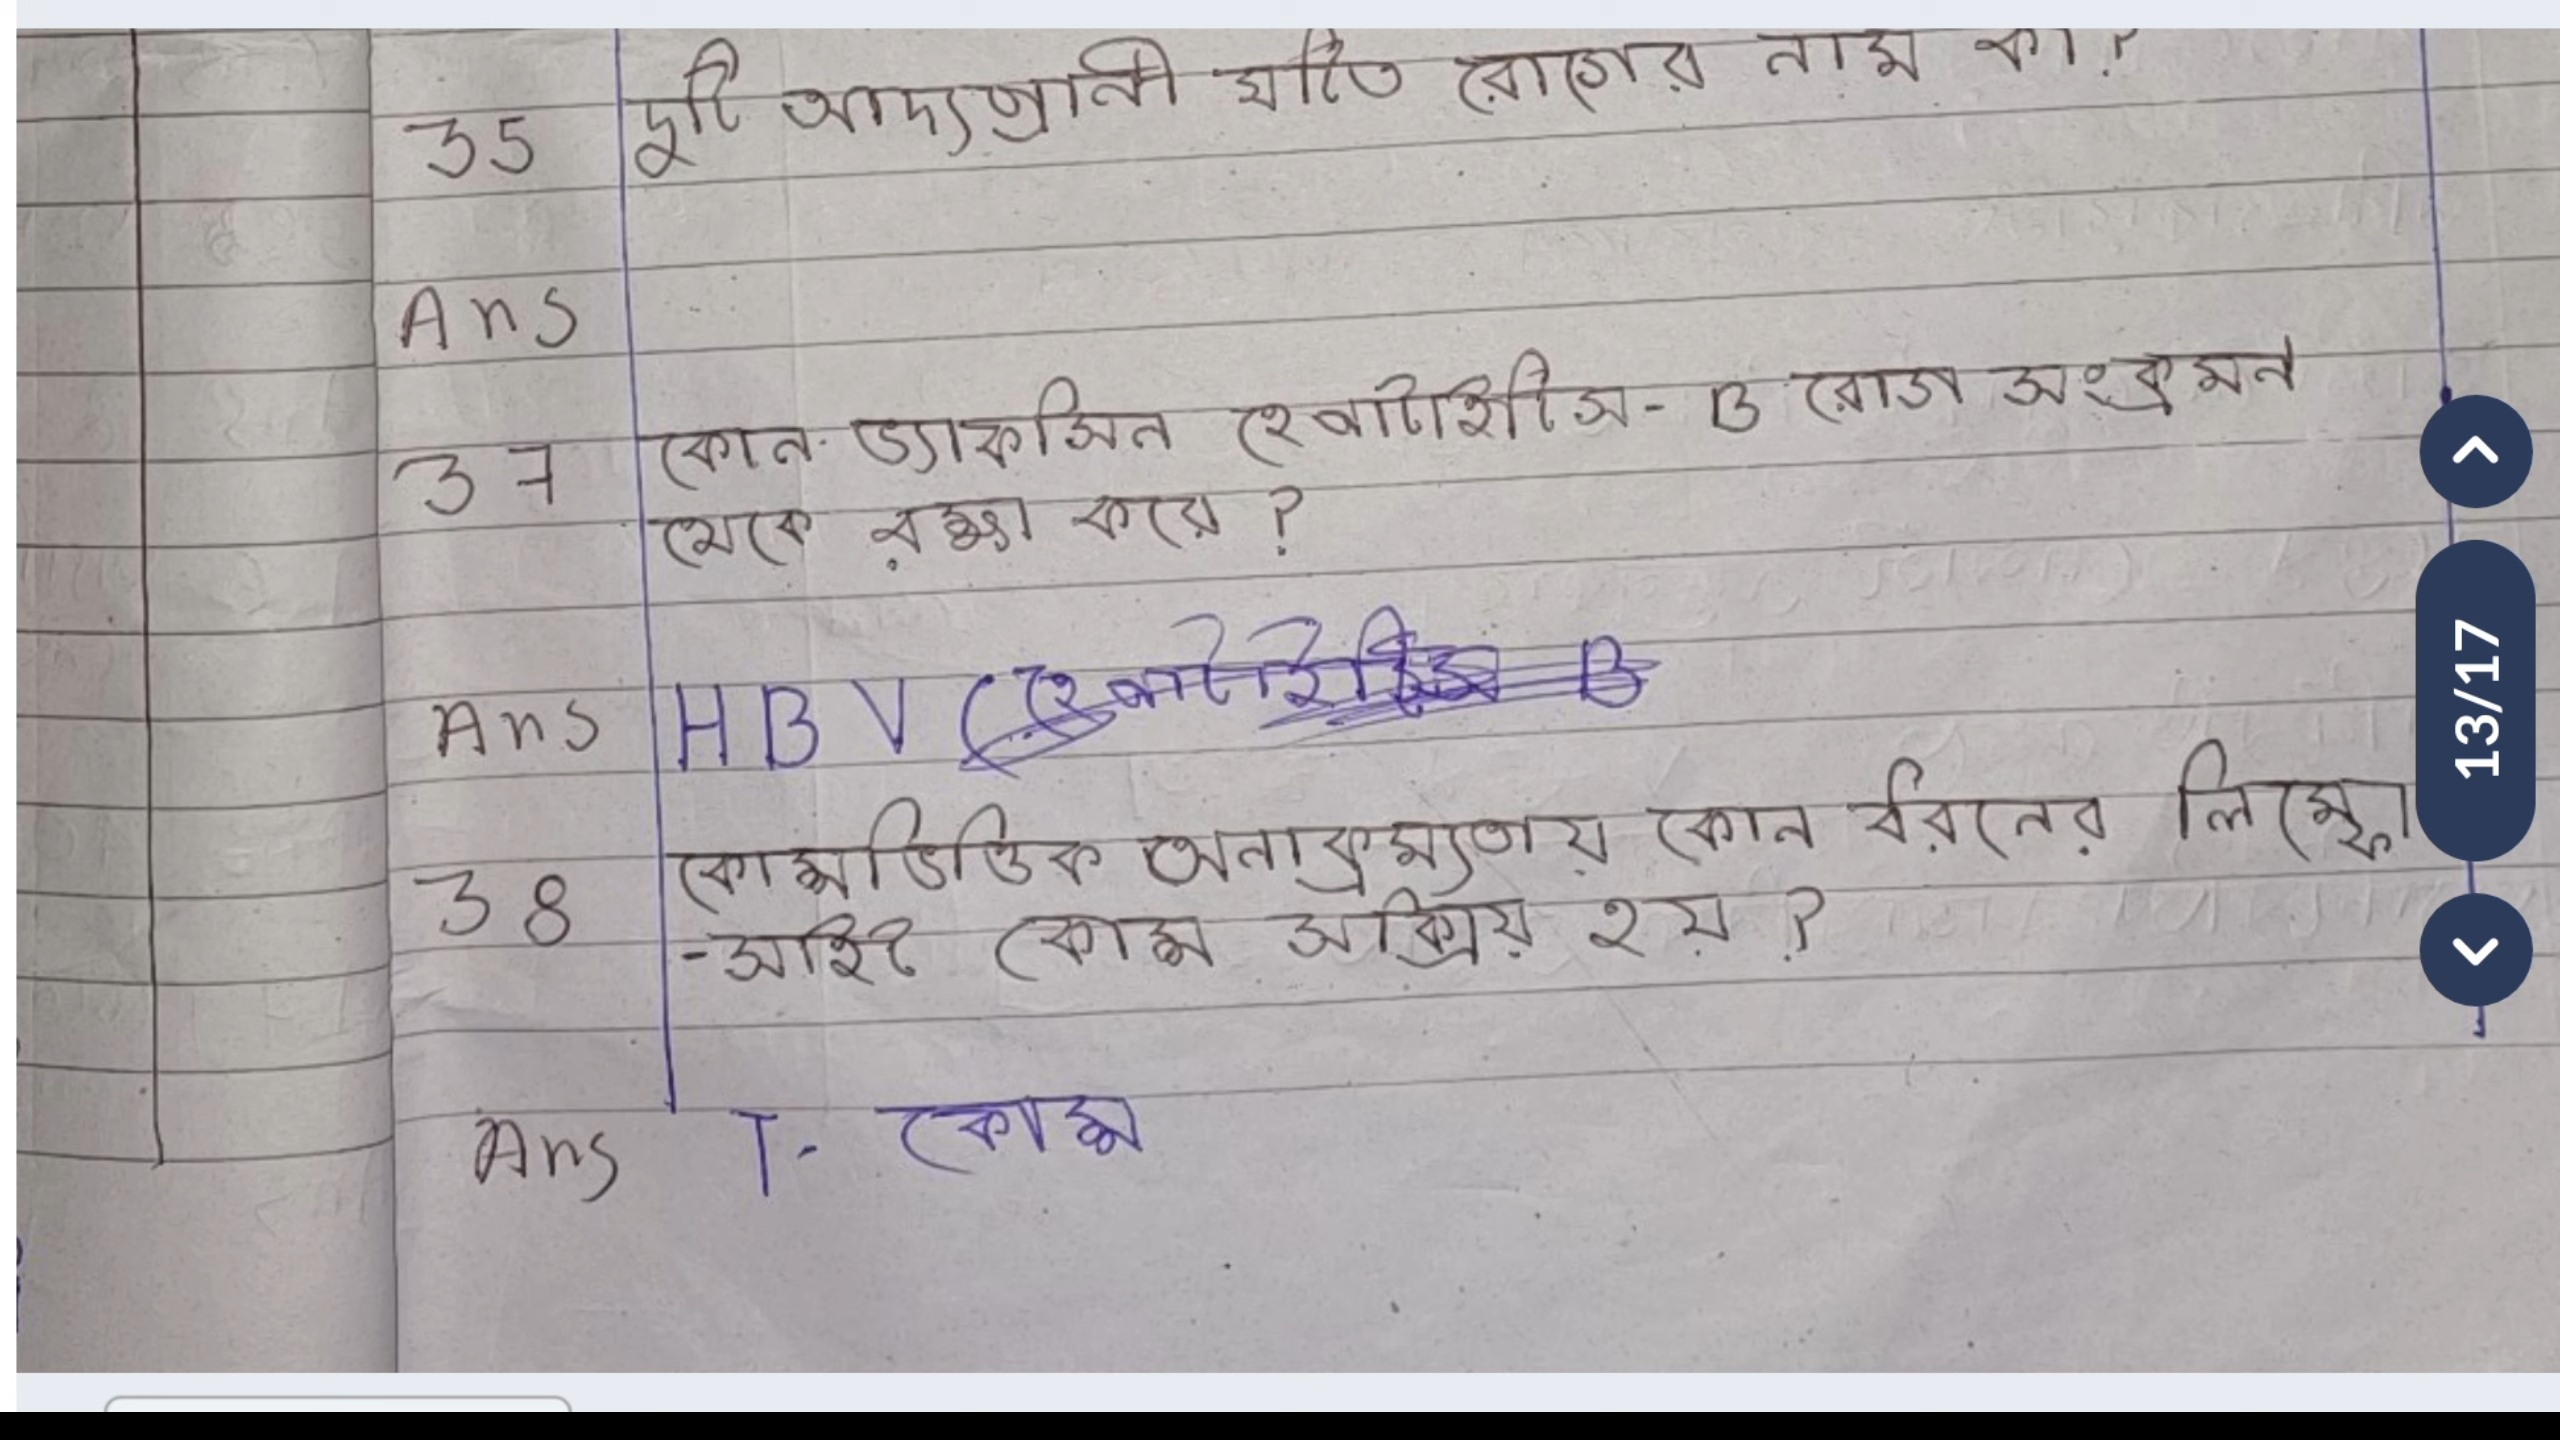 35 দুটি আদ্যপ্রানী ঘটিত রোগের নাম কী?
Ans
37 কোন ভ্যাকসিন হেপাটাইটিস- B রোগ সংক্রমন
থেকে রক্ষা করে ?
Ans HBV (হেপাটাইটিস B
38 কোষভিত্তিক অনাক্রম্যতায় কোন ধরনের লিম্ফো
-সাইট কোষ সক্রিয় হয় ?
Ans T- কোষ
13/17